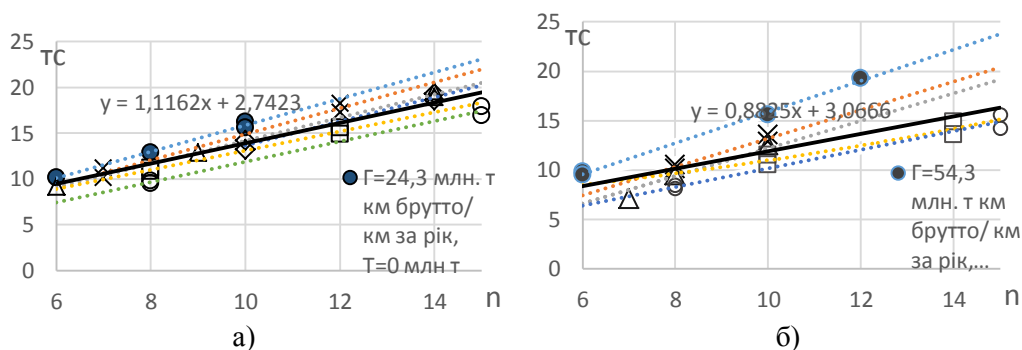 25
тс
20
15
10
5
0
6
8
10
12
14
n
y = 1,1162x + 2,7423
Г=24,3 млн. т
км брутто/
км за рік,
Т=0 млн т
а)
25
тс
20
15
10
5
0
6
8
10
12
14
n
y = 0,8825x + 3,0666
Г=54,3
млн. т км
брутто/ км
за рік,...
б)